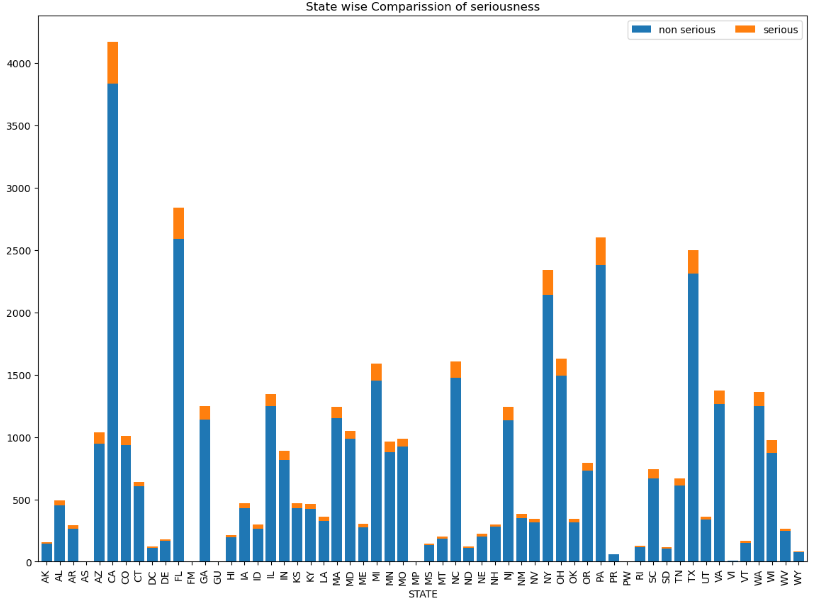 State wise Comparission of seriousness
non serious serious
4000
3500
3000
2500
2000
1500
1000
500
0
AK AL AR AS AZ CA CO CT DC DE FL FM GA GU HI IA ID IL IN KS KY LA MA MD ME MI MN MO MP MS MT NC ND NE NH NJ NM NV NY OH OK OR PA PR PW RI SC SD TN TX UT VA VI VT WA WI WV WY
STATE